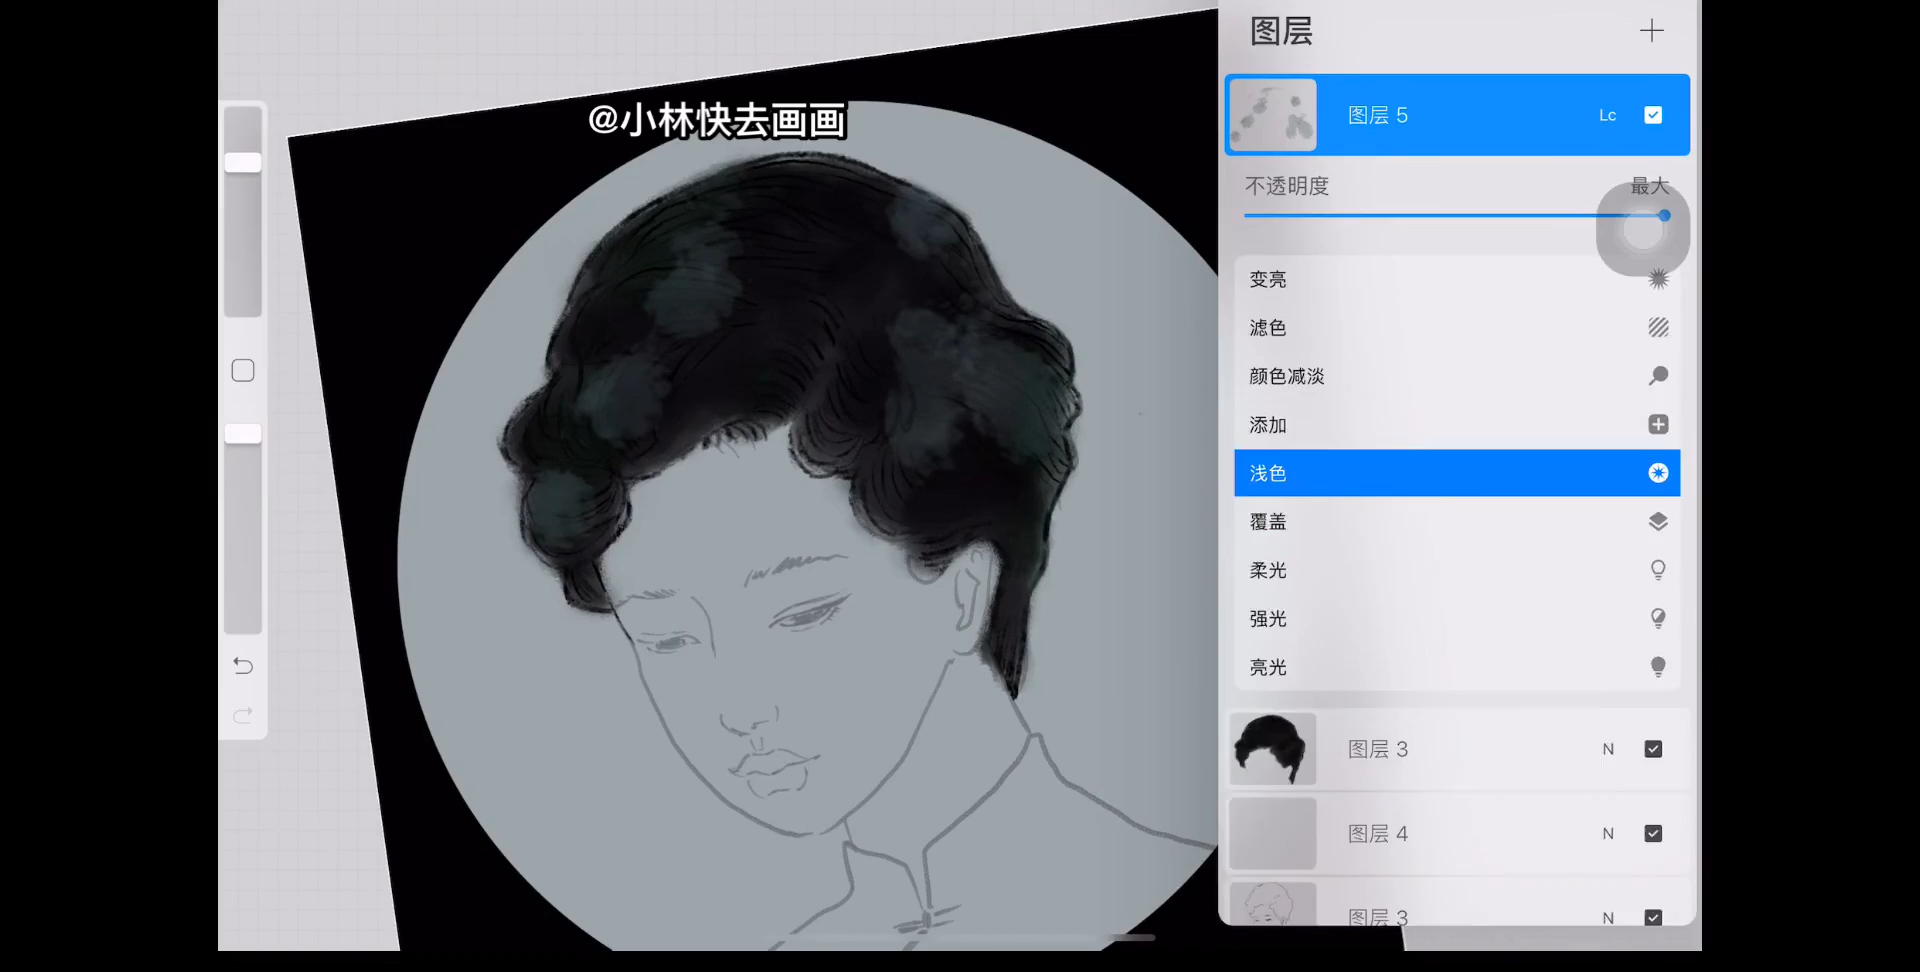 图层
@小林快去画画
图层 5 Lc
不透明度 最大
变亮
滤色
颜色减淡
添加
浅色
覆盖
柔光
强光
亮光
图层 3 N
图层 4 N
图层 3 N